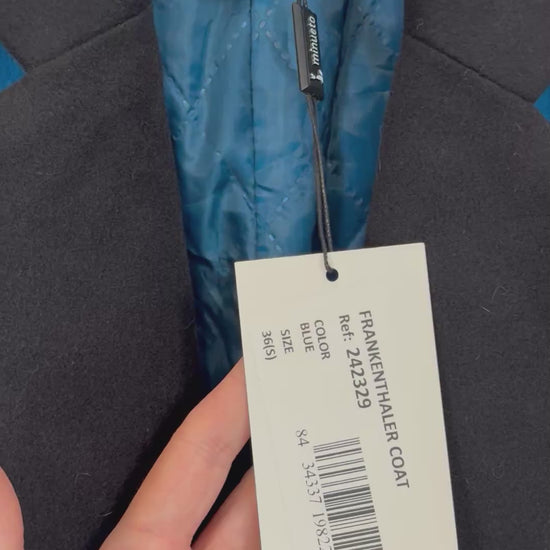 minueto
FRANKENTHALER COAT
Ref: 242329
COLOR
BLUE
SIZE
36(S)
84 34337 1982